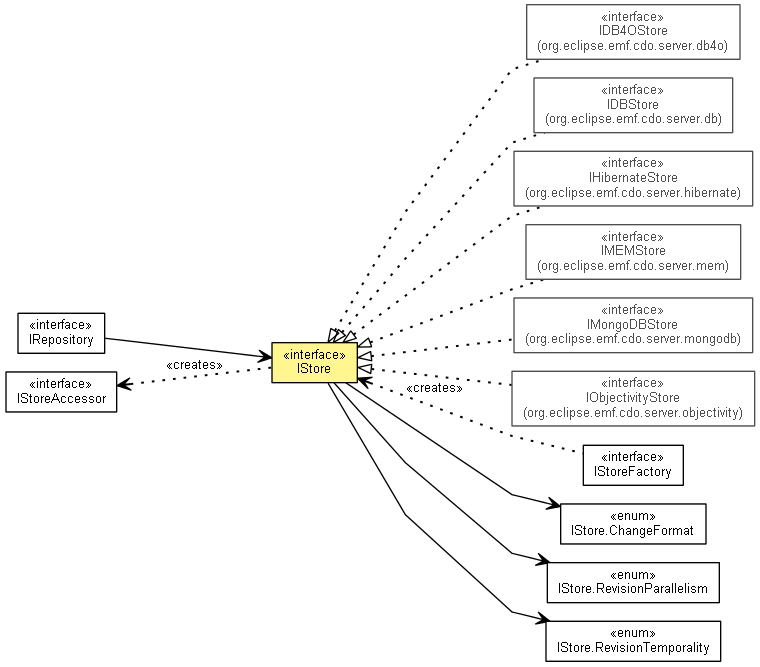 «interface»
IDB4OStore
(org.eclipse.emf.cdo.server.db4o)
«interface»
IDBStore
(org.eclipse.emf.cdo.server.db)
«interface»
IHibernateStore
(org.eclipse.emf.cdo.server.hibernate)
«interface»
IMEMStore
(org.eclipse.emf.cdo.server.mem)
«interface»
IMongoDBStore
(org.eclipse.emf.cdo.server.mongodb)
«interface»
IRepository
«interface»
IStore
«creates»
«interface»
IStoreAccessor
«creates»
«interface»
IObjectivityStore
(org.eclipse.emf.cdo.server.objectivity)
«interface»
IStoreFactory
«enum»
IStore.ChangeFormat
«enum»
IStore.RevisionParallelism
«enum»
IStore.RevisionTemporality